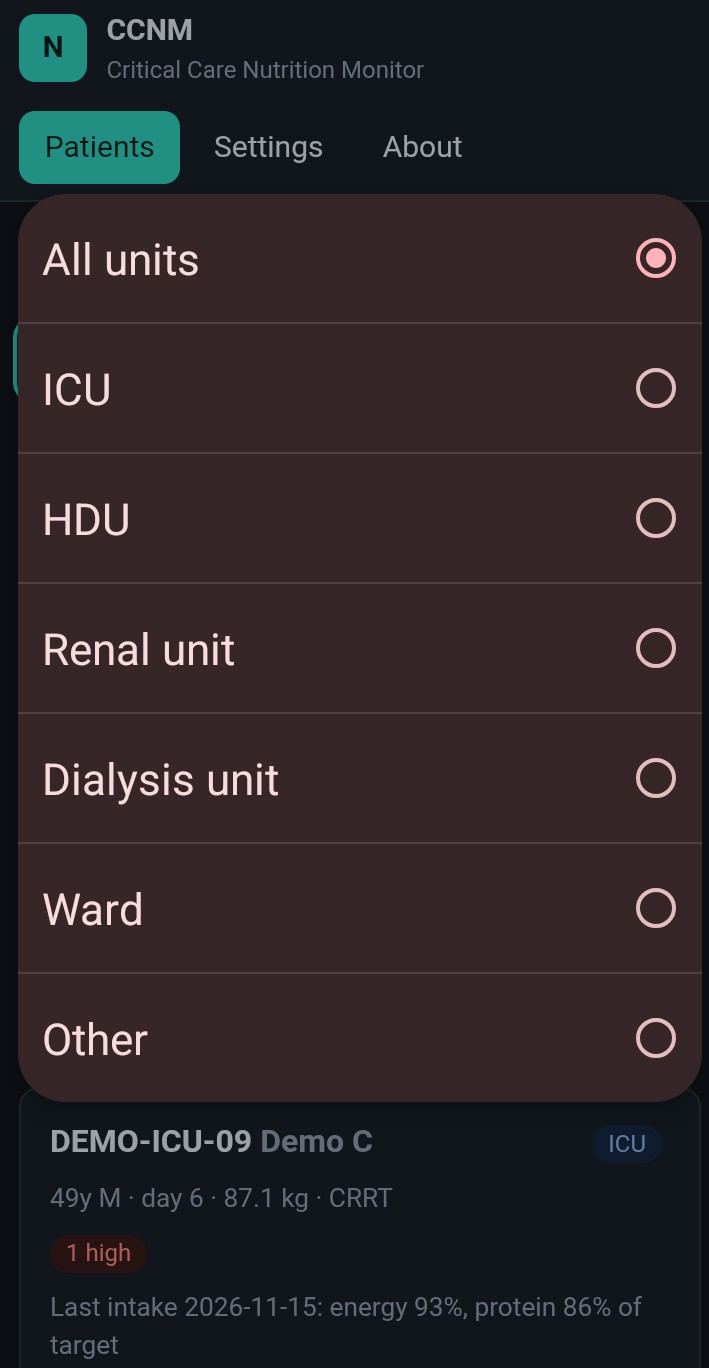 N
CCNM
Critical Care Nutrition Monitor
Patients
Settings
About
All units
ICU
HDU
Renal unit
Dialysis unit
Ward
Other
DEMO-ICU-09 Demo C
ICU
49y M · day 6 · 87.1 kg · CRRT
1 high
Last intake 2026-11-15: energy 93%, protein 86% of
target